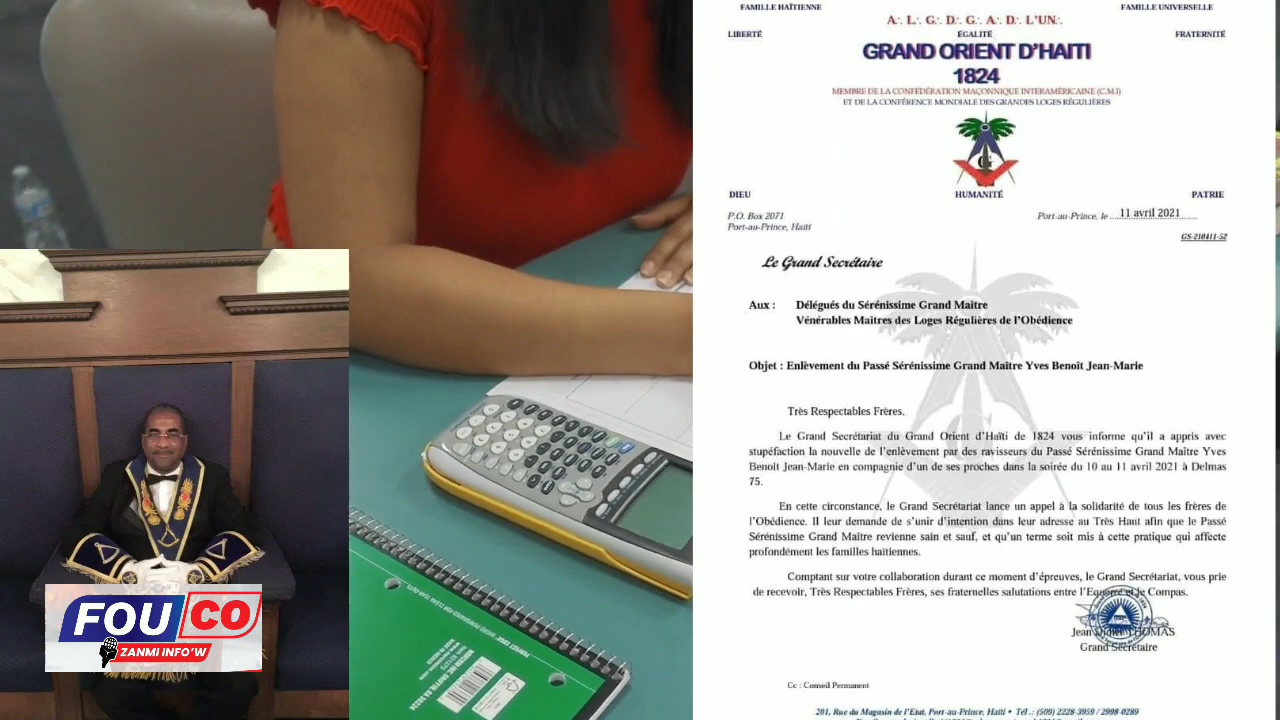 FAMILLE HAÏTIENNE
FAMILLE UNIVERSELLE
A∴ L∴ G∴ D∴ G∴ A∴ D∴ L'UN∴
LIBERTÉ
ÉGALITÉ
FRATERNITÉ
GRAND ORIENT D'HAITI
1824
MEMBRE DE LA CONFÉDÉRATION MAÇONNIQUE INTERAMÉRICAINE (C.M.I)
ET DE LA CONFÉRENCE MONDIALE DES GRANDES LOGES RÉGULIÈRES
G
DIEU
HUMANITÉ
PATRIE
P.O. Box 2071
Port-au-Prince, Haïti
Port-au-Prince, le ...11 avril 2021......
GS-210411-52
Le Grand Secrétaire
Aux : Délégués du Sérénissime Grand Maître
Vénérables Maîtres des Loges Régulières de l'Obédience
Objet : Enlèvement du Passé Sérénissime Grand Maître Yves Benoit Jean-Marie
Très Respectables Frères,
Le Grand Secrétariat du Grand Orient d'Haïti de 1824 vous informe qu'il a appris avec
stupéfaction la nouvelle de l'enlèvement par des ravisseurs du Passé Sérénissime Grand Maître Yves
Benoit Jean-Marie en compagnie d'un de ses proches dans la soirée du 10 au 11 avril 2021 à Delmas
75.
En cette circonstance, le Grand Secrétariat lance un appel à la solidarité de tous les frères de
l'Obédience. Il leur demande de s'unir d'intention dans leur adresse au Très Haut afin que le Passé
Sérénissime Grand Maître revienne sain et sauf, et qu'un terme soit mis à cette pratique qui affecte
profondément les familles haïtiennes.
Comptant sur votre collaboration durant ce moment d'épreuves, le Grand Secrétariat, vous prie
de recevoir, Très Respectables Frères, ses fraternelles salutations entre l'Equerre et le Compas.
Jean THOMAS
Grand Secrétaire
Cc : Conseil Permanent
201, Rue du Magasin de l'Etat, Port-au-Prince, Haïti • Tél .: (509) 2228-3959 / 2998-0289
FOUCO
ZANMI INFO'W